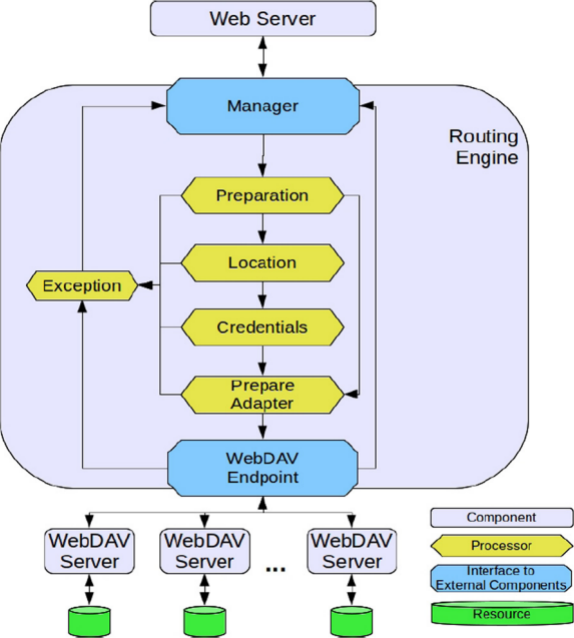 Web Server
Manager
Routing
Engine
Preparation
Location
Exception
Credentials
Prepare
Adapter
WebDAV
Endpoint
WebDAV
Server
WebDAV
Server
...
WebDAV
Server
Component
Processor
Interface to
External Components
Resource